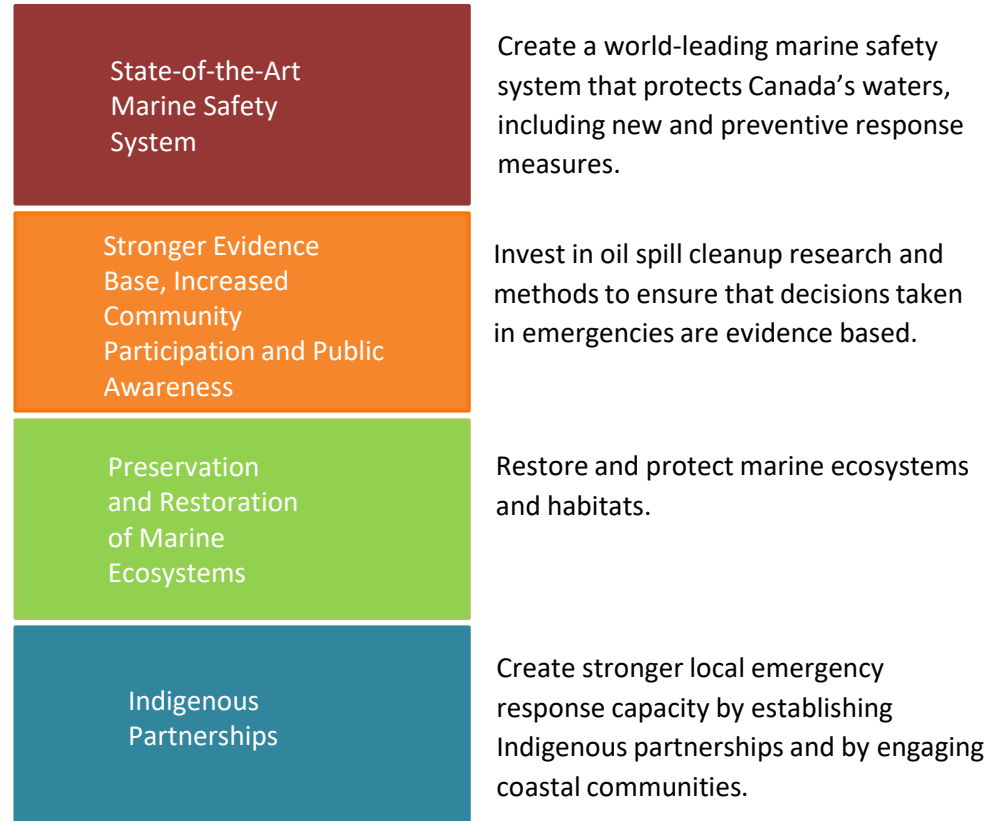 State-of-the-Art
Marine Safety
System
Create a world-leading marine safety
system that protects Canada’s waters,
including new and preventive response
measures.
Stronger Evidence
Base, Increased
Community
Participation and Public
Awareness
Invest in oil spill cleanup research and
methods to ensure that decisions taken
in emergencies are evidence based.
Preservation
and Restoration
of Marine
Ecosystems
Restore and protect marine ecosystems
and habitats.
Indigenous
Partnerships
Create stronger local emergency
response capacity by establishing
Indigenous partnerships and by engaging
coastal communities.